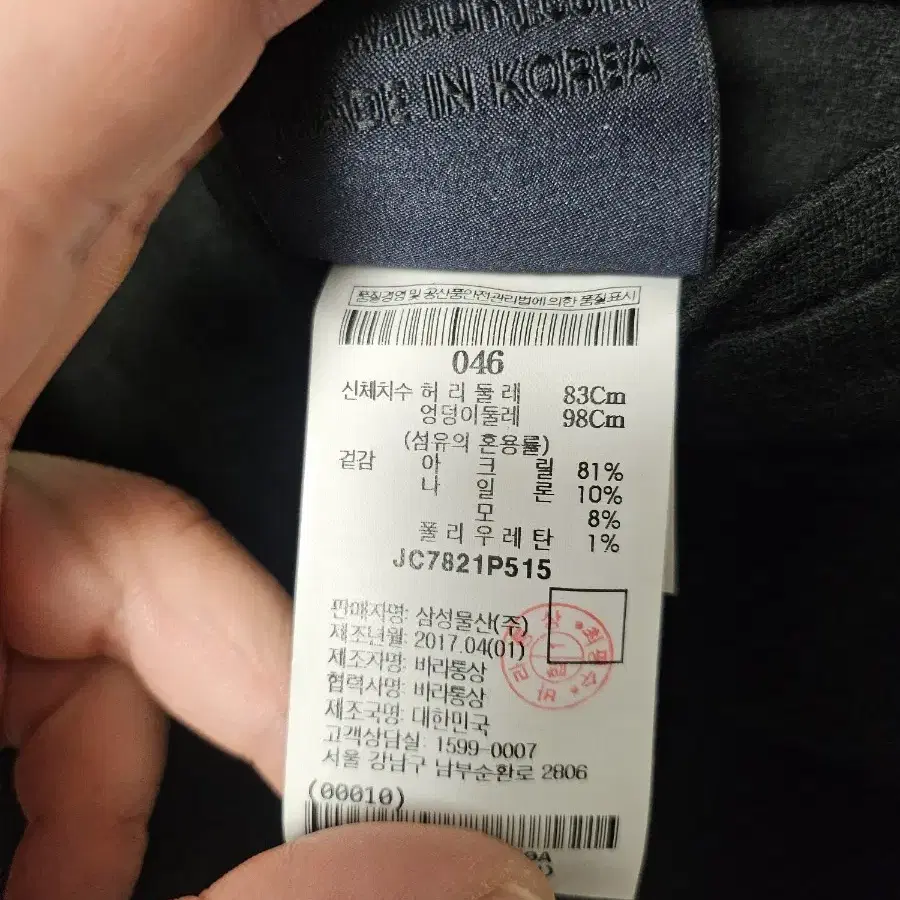 MADE IN KOREA
품질경영 및 공산품안전관리법에 의한 품질표시
046
신체치수 허 리 둘 레 83Cm
엉덩이둘레 98Cm
(섬유의 혼용률)
겉감 아 크 릴 81%
나 일 론 10%
모 8%
폴 리 우 레 탄 1%
JC7821P515
판매자명: 삼성물산(주)
제조년월: 2017.04(01)
제조자명: 바라통상
협력사명: 바라통상
제조국명: 대한민국
고객상담실: 1599-0007
서울 강남구 남부순환로 2806
(00010)